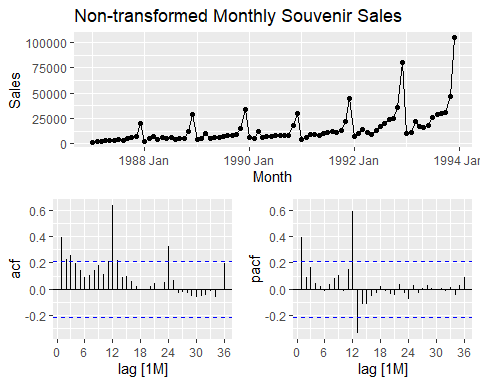 Non-transformed Monthly Souvenir Sales
100000
75000
50000
25000
0
Sales
1988 Jan 1990 Jan 1992 Jan 1994 Jan
Month
0.6
0.4
0.2
0.0
-0.2
acf
0 6 12 18 24 30 36
lag [1M]
0.6
0.4
0.2
0.0
-0.2
pacf
0 6 12 18 24 30 36
lag [1M]